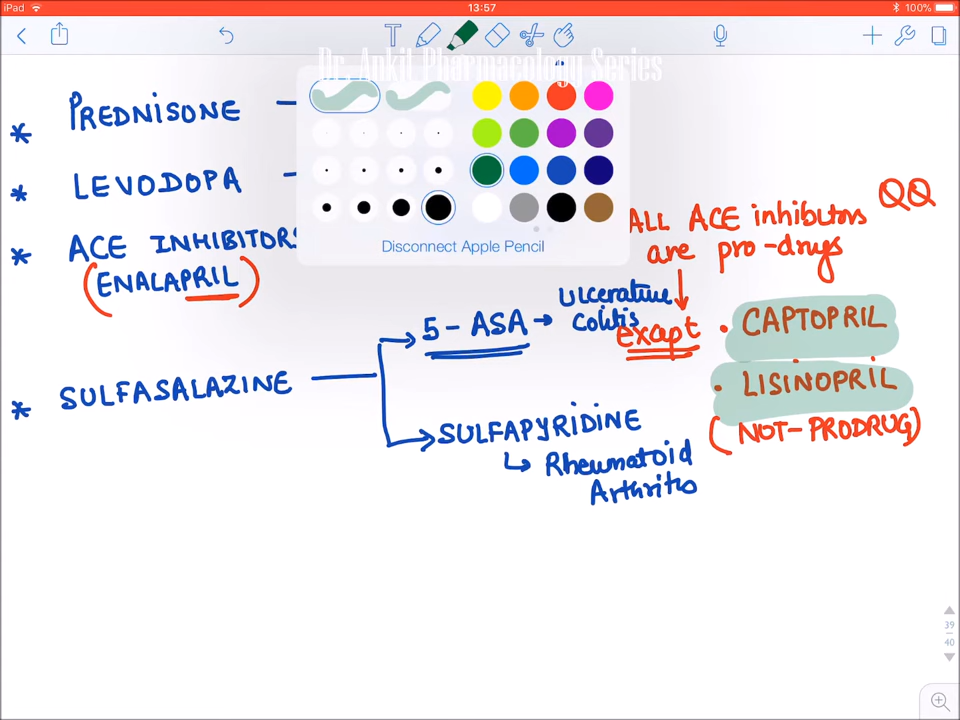 iPad
13:57
100%
T
Dr. Ankit Pharmacology Series
* PREDNISONE –
* LEVODOPA –
* ACE INHIBITORS
(ENALAPRIL)
Disconnect Apple Pencil
QQ
ALL ACE inhibitors
are pro-drugs
exapt
• CAPTOPRIL
• LISINOPRIL
(NOT-PRODRUG)
* SULFASALAZINE
5-ASA → Ulcerative
Colitis
SULFAPYRIDINE
↳ Rheumatoid
Arthritis
39
40